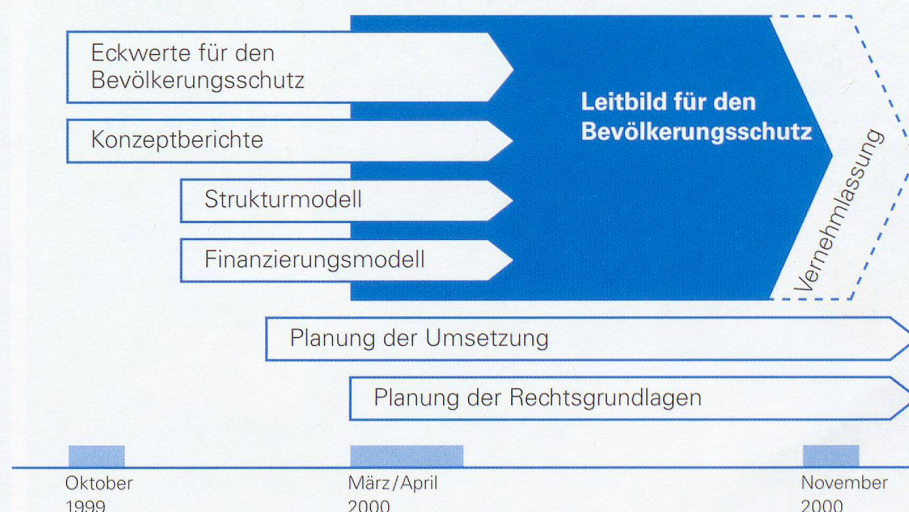 Eckwerte für den
Bevölkerungsschutz
Konzeptberichte
Strukturmodell
Finanzierungsmodell
Leitbild für den
Bevölkerungsschutz
Vernehmlassung
Planung der Umsetzung
Planung der Rechtsgrundlagen
Oktober
1999
März/April
2000
November
2000